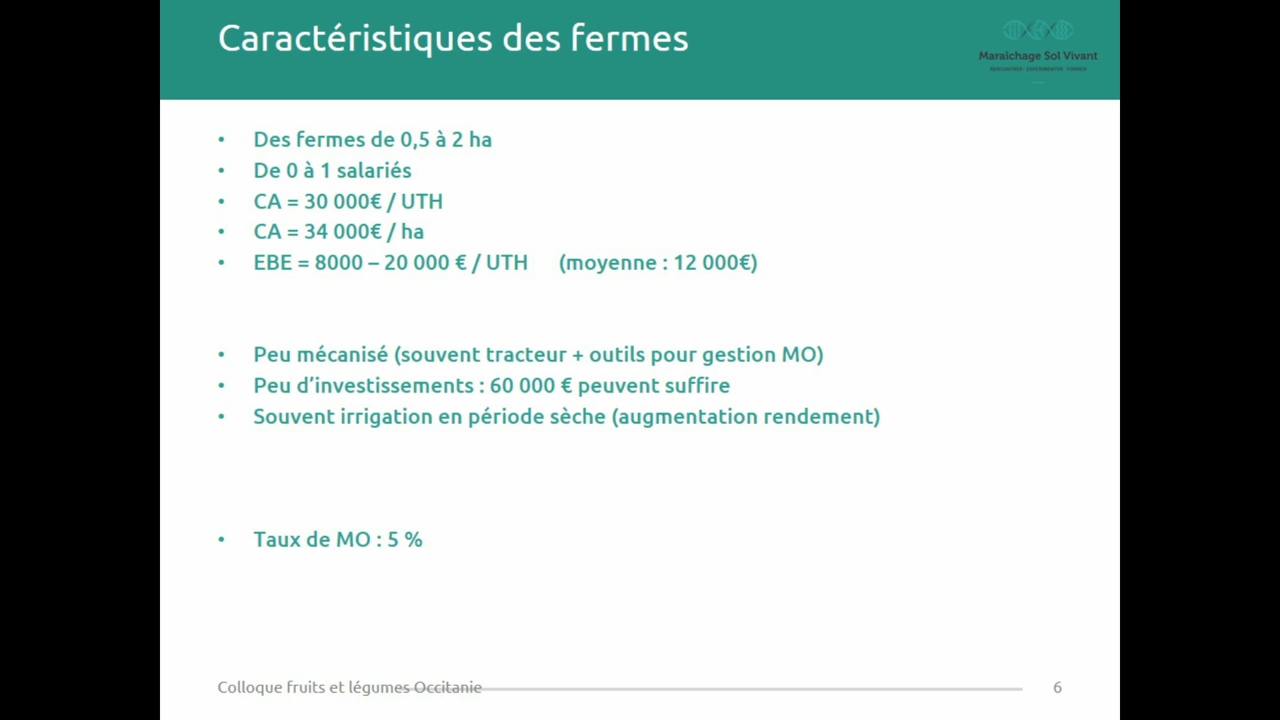 Caractéristiques des fermes
Maraîchage Sol Vivant
RENCONTRER · EXPÉRIMENTER · FORMER
• Des fermes de 0,5 à 2 ha
• De 0 à 1 salariés
• CA = 30 000€ / UTH
• CA = 34 000€ / ha
• EBE = 8000 – 20 000 € / UTH (moyenne : 12 000€)
• Peu mécanisé (souvent tracteur + outils pour gestion MO)
• Peu d’investissements : 60 000 € peuvent suffire
• Souvent irrigation en période sèche (augmentation rendement)
• Taux de MO : 5 %
Colloque fruits et légumes Occitanie
6